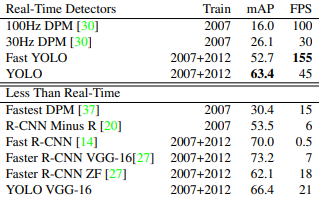 Real-Time Detectors Train mAP FPS
100Hz DPM [30] 2007 16.0 100
30Hz DPM [30] 2007 26.1 30
Fast YOLO 2007+2012 52.7 155
YOLO 2007+2012 63.4 45
Less Than Real-Time
Fastest DPM [37] 2007 30.4 15
R-CNN Minus R [20] 2007 53.5 6
Fast R-CNN [14] 2007+2012 70.0 0.5
Faster R-CNN VGG-16[27] 2007+2012 73.2 7
Faster R-CNN ZF [27] 2007+2012 62.1 18
YOLO VGG-16 2007+2012 66.4 21